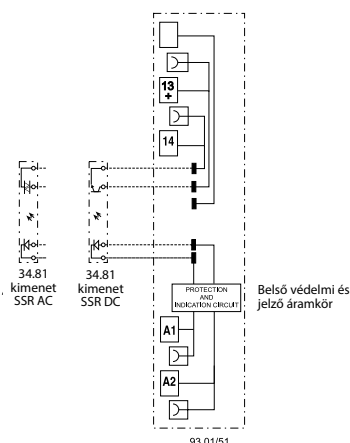 13
+
14
34.81
kimenet
SSR AC
34.81
kimenet
SSR DC
PROTECTION
AND
INDICATION CIRCUIT
Belső védelmi és
jelző áramkör
A1
A2
93.01/51